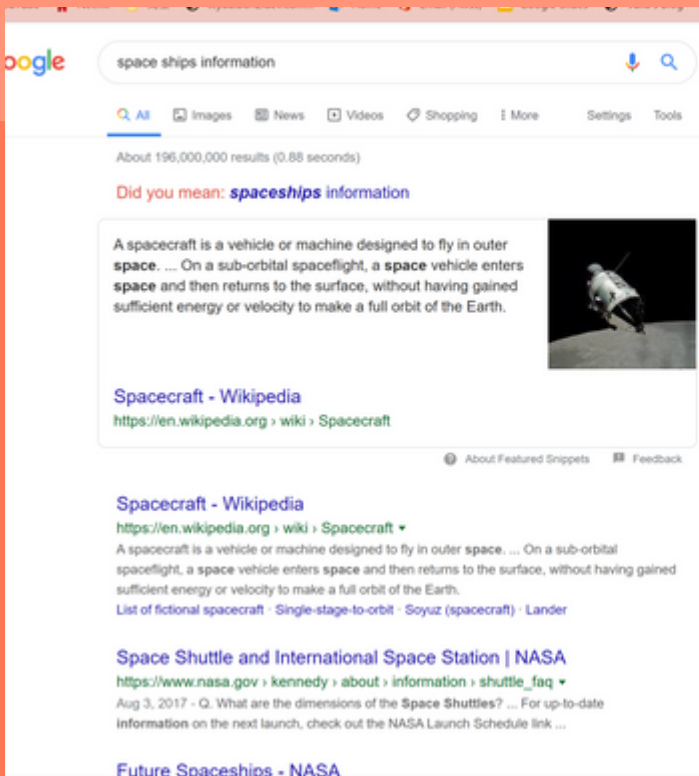 oogle
space ships information
All Images News Videos Shopping More Settings Tools
About 196,000,000 results (0.88 seconds)
Did you mean: spaceships information
A spacecraft is a vehicle or machine designed to fly in outer
space. ... On a sub-orbital spaceflight, a space vehicle enters
space and then returns to the surface, without having gained
sufficient energy or velocity to make a full orbit of the Earth.
Spacecraft - Wikipedia
https://en.wikipedia.org › wiki › Spacecraft
About Featured Snippets Feedback
Spacecraft - Wikipedia
https://en.wikipedia.org › wiki › Spacecraft
A spacecraft is a vehicle or machine designed to fly in outer space. ... On a sub-orbital
spaceflight, a space vehicle enters space and then returns to the surface, without having gained
sufficient energy or velocity to make a full orbit of the Earth.
List of fictional spacecraft · Single-stage-to-orbit · Soyuz (spacecraft) · Lander
Space Shuttle and International Space Station | NASA
https://www.nasa.gov › kennedy › about › information › shuttle_faq
Aug 3, 2017 - Q. What are the dimensions of the Space Shuttles? ... For up-to-date
information on the next launch, check out the NASA Launch Schedule link ...
Future Spaceships - NASA